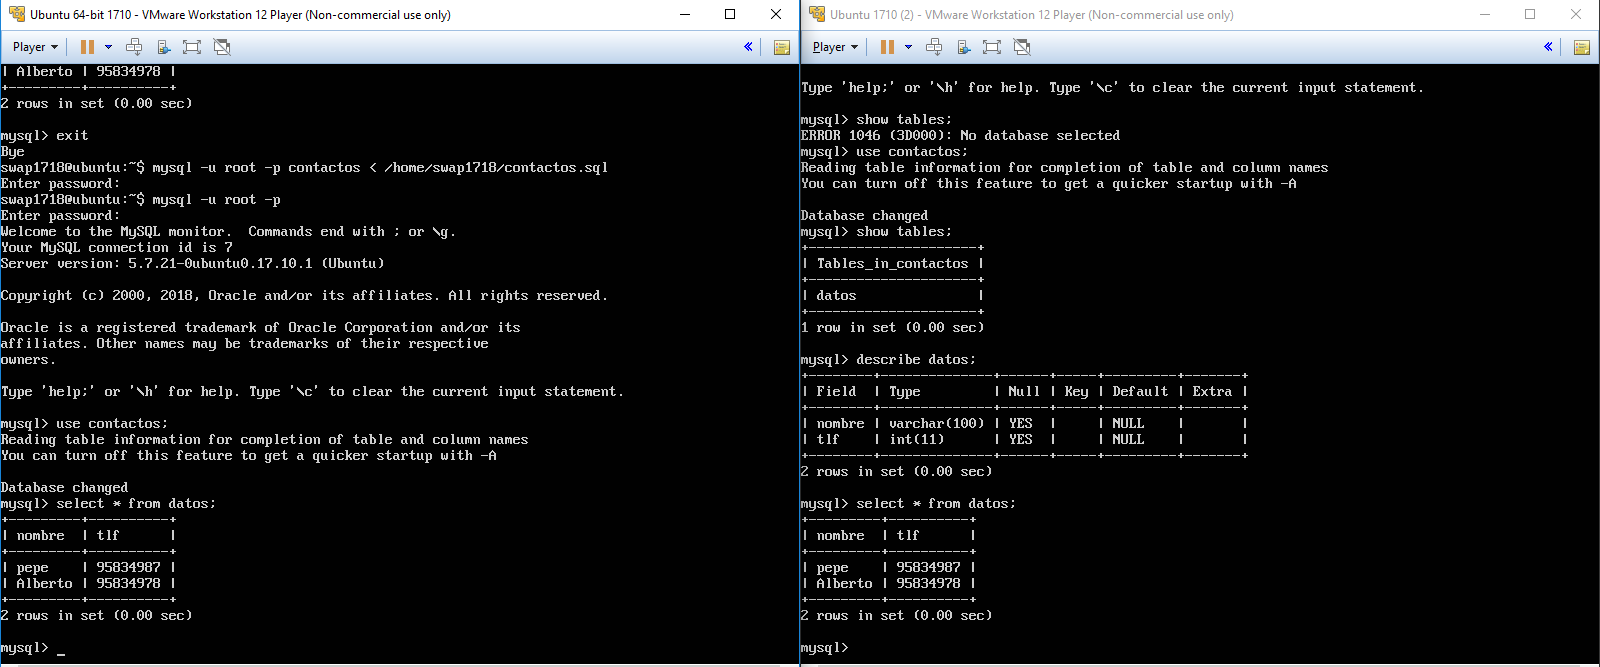 Ubuntu 64-bit 1710 - VMware Workstation 12 Player (Non-commercial use only)
Player
| Alberto | 95834978 |
+---------+----------+
2 rows in set (0.00 sec)
mysql> exit
Bye
swap1718@ubuntu:~$ mysql -u root -p contactos < /home/swap1718/contactos.sql
Enter password:
swap1718@ubuntu:~$ mysql -u root -p
Enter password:
Welcome to the MySQL monitor.  Commands end with ; or \g.
Your MySQL connection id is 7
Server version: 5.7.21-0ubuntu0.17.10.1 (Ubuntu)
Copyright (c) 2000, 2018, Oracle and/or its affiliates. All rights reserved.
Oracle is a registered trademark of Oracle Corporation and/or its
affiliates. Other names may be trademarks of their respective
owners.
Type 'help;' or '\h' for help. Type '\c' to clear the current input statement.
mysql> use contactos;
Reading table information for completion of table and column names
You can turn off this feature to get a quicker startup with -A
Database changed
mysql> select * from datos;
+---------+----------+
| nombre  | tlf      |
+---------+----------+
| pepe    | 95834987 |
| Alberto | 95834978 |
+---------+----------+
2 rows in set (0.00 sec)
mysql> _
Ubuntu 1710 (2) - VMware Workstation 12 Player (Non-commercial use only)
Player
Type 'help;' or '\h' for help. Type '\c' to clear the current input statement.
mysql> show tables;
ERROR 1046 (3D000): No database selected
mysql> use contactos;
Reading table information for completion of table and column names
You can turn off this feature to get a quicker startup with -A
Database changed
mysql> show tables;
+---------------------+
| Tables_in_contactos |
+---------------------+
| datos               |
+---------------------+
1 row in set (0.00 sec)
mysql> describe datos;
+--------+--------------+------+-----+---------+-------+
| Field  | Type         | Null | Key | Default | Extra |
+--------+--------------+------+-----+---------+-------+
| nombre | varchar(100) | YES  |     | NULL    |       |
| tlf    | int(11)      | YES  |     | NULL    |       |
+--------+--------------+------+-----+---------+-------+
2 rows in set (0.00 sec)
mysql> select * from datos;
+---------+----------+
| nombre  | tlf      |
+---------+----------+
| pepe    | 95834987 |
| Alberto | 95834978 |
+---------+----------+
2 rows in set (0.00 sec)
mysql>